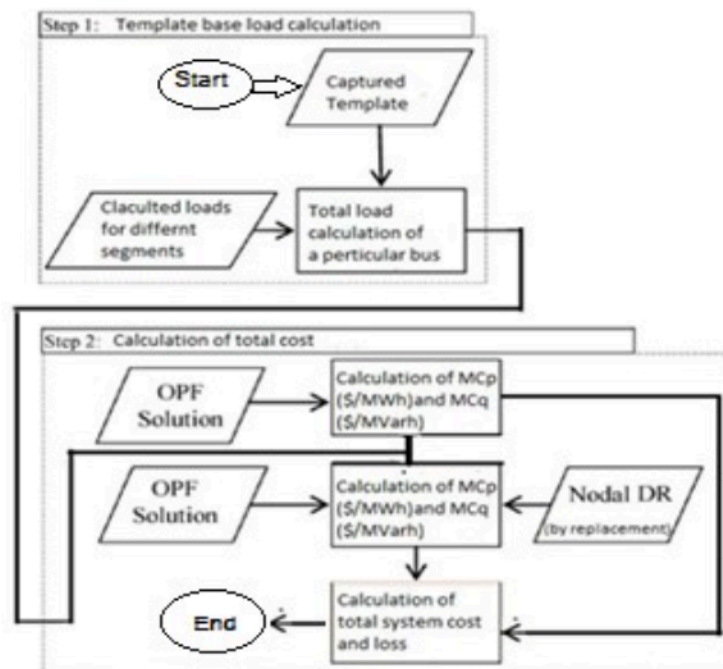 Step 1: Template base load calculation
Start
Captured
Template
Claculted loads
for differnt
segments
Total load
calculation of
a perticular bus
Step 2: Calculation of total cost
OPF
Solution
Calculation of MCp
($/MWh)and MCq
($/MVarh)
OPF
Solution
Calculation of MCp
($/MWh)and MCq
($/MVarh)
Nodal DR
(by replacement)
End
Calculation of
total system cost
and loss